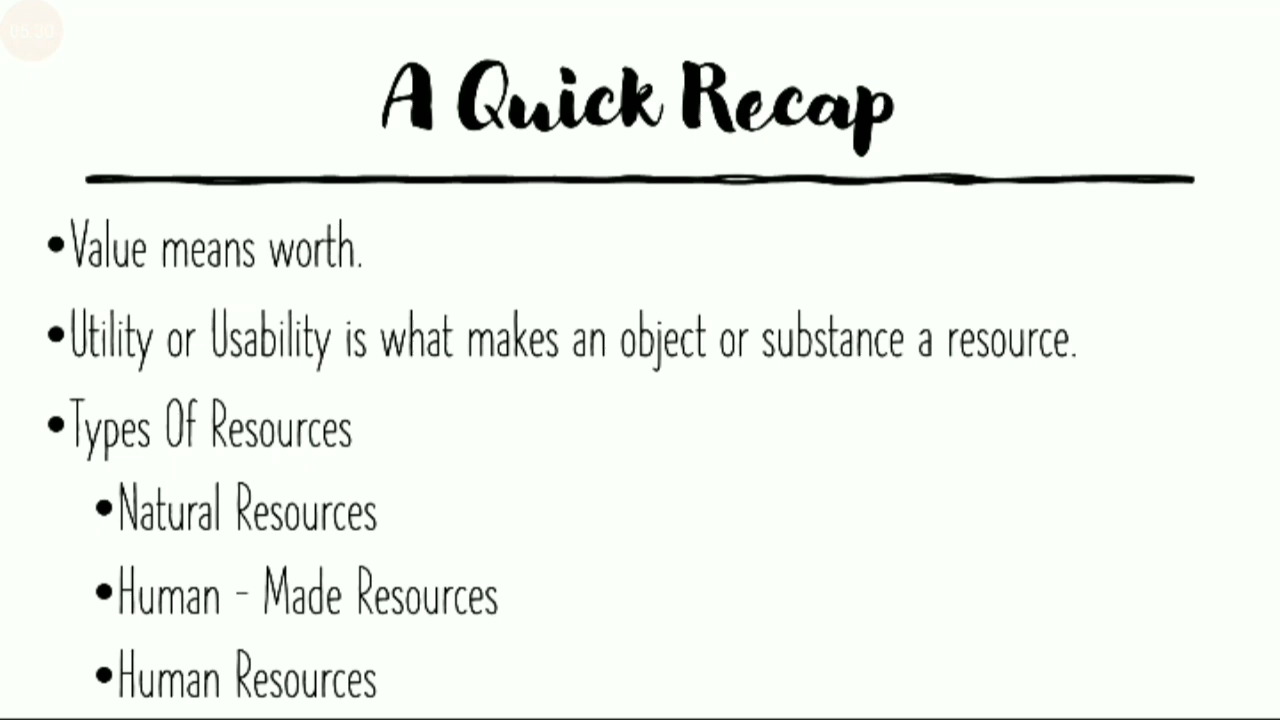 A Quick Recap
•Value means worth.
•Utility or Usability is what makes an object or substance a resource.
•Types Of Resources
•Natural Resources
•Human - Made Resources
•Human Resources